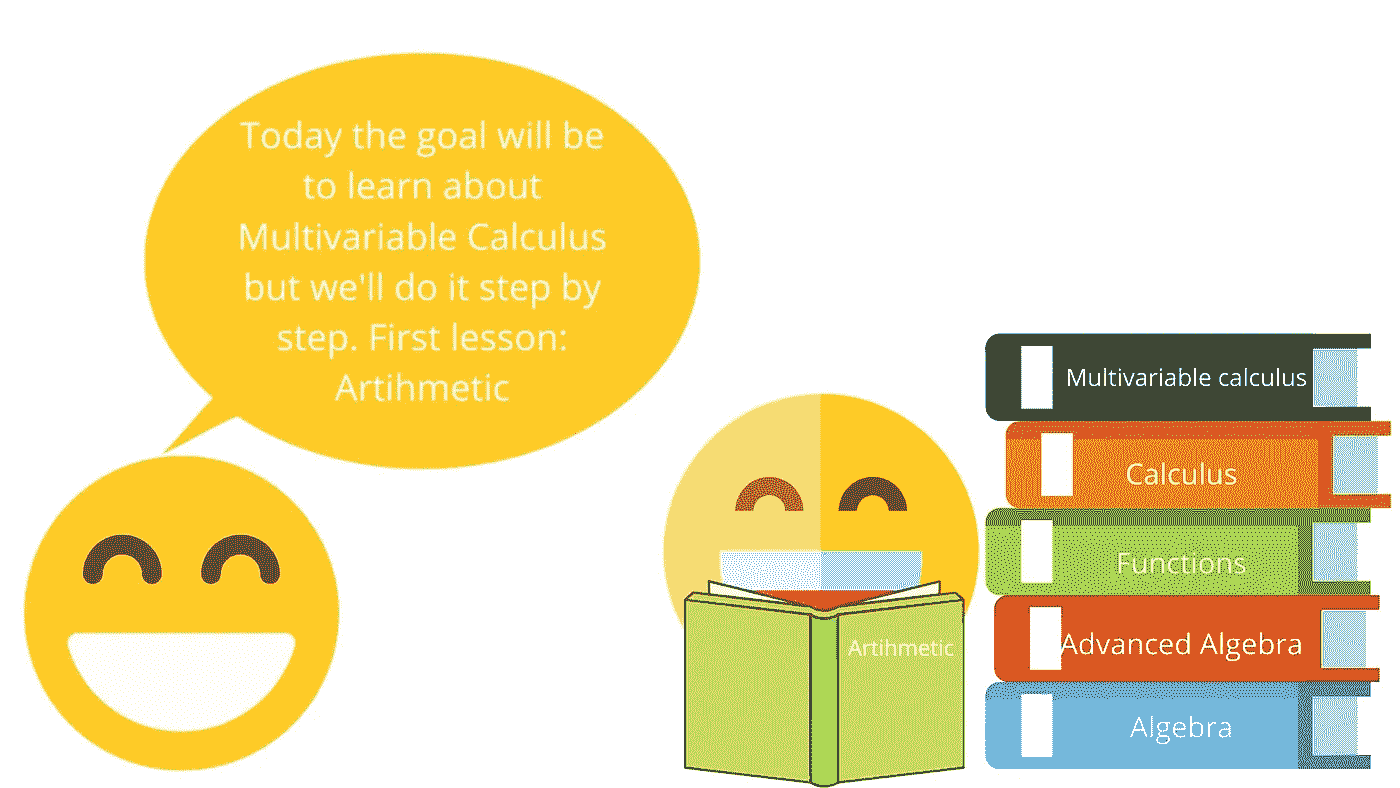 Today the goal will be
to learn about
Multivariable Calculus
but we'll do it step by
step. First lesson:
Artihmetic
Artihmetic
Multivariable calculus
Calculus
Functions
Advanced Algebra
Algebra